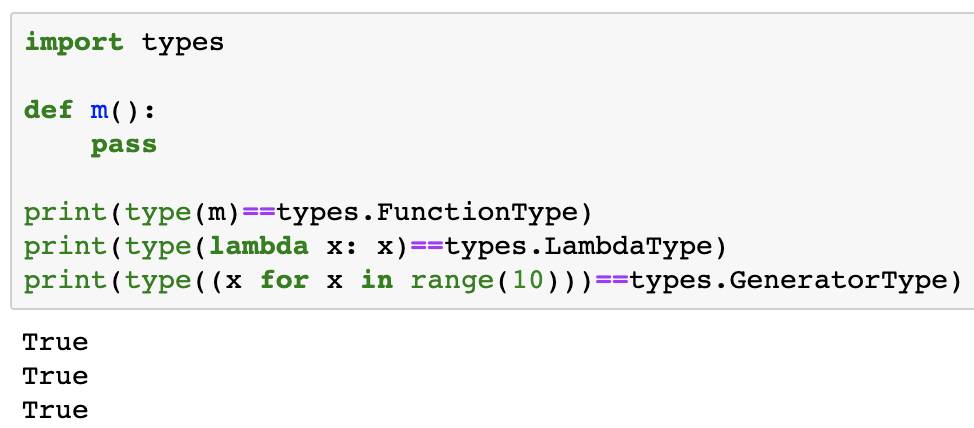 import types
def m():
    pass
print(type(m)==types.FunctionType)
print(type(lambda x: x)==types.LambdaType)
print(type((x for x in range(10)))==types.GeneratorType)
True
True
True